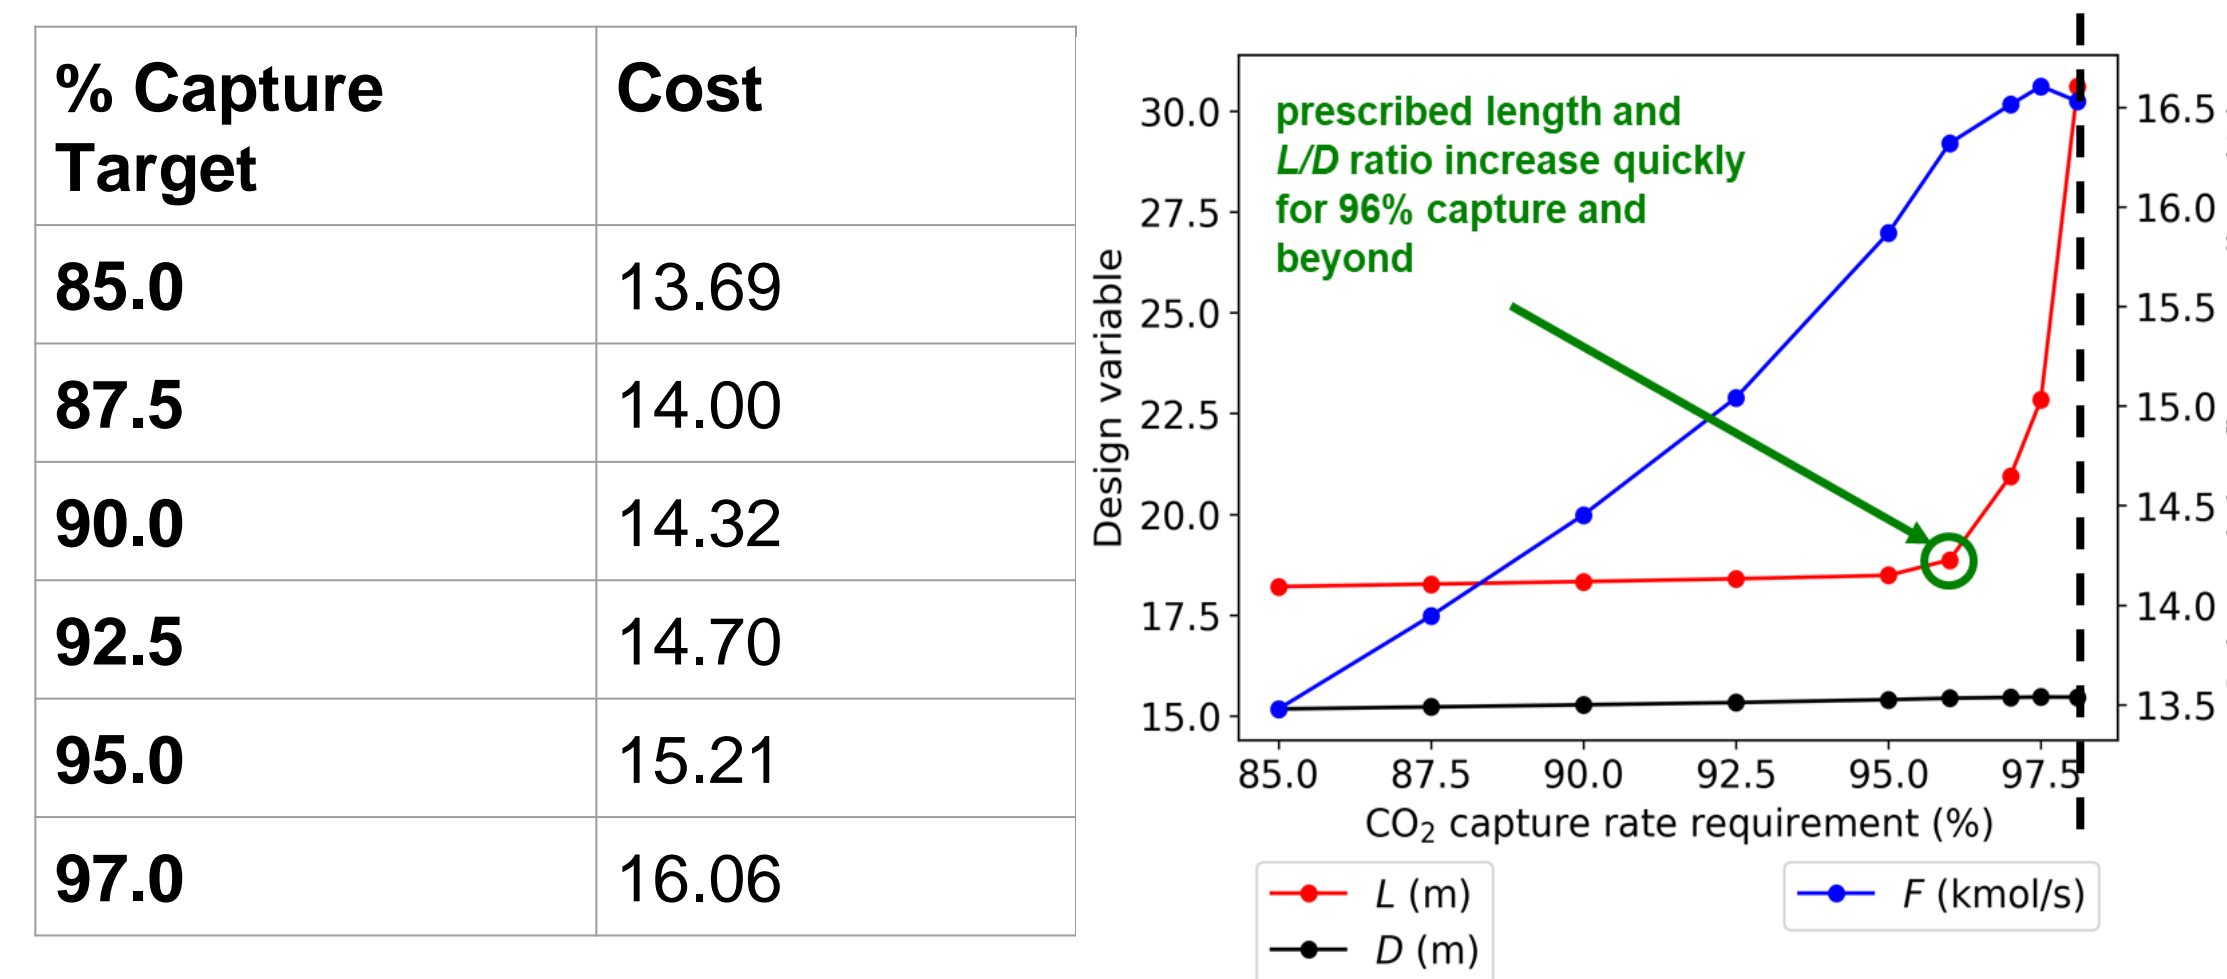 % Capture Target
Cost
85.0 13.69
87.5 14.00
90.0 14.32
92.5 14.70
95.0 15.21
97.0 16.06
prescribed length and
L/D ratio increase quickly
for 96% capture and
beyond
Design variable
30.0
27.5
25.0
22.5
20.0
17.5
15.0
16.5
16.0
15.5
15.0
14.5
14.0
13.5
85.0 87.5 90.0 92.5 95.0 97.5
CO₂ capture rate requirement (%)
L (m)
D (m)
F (kmol/s)